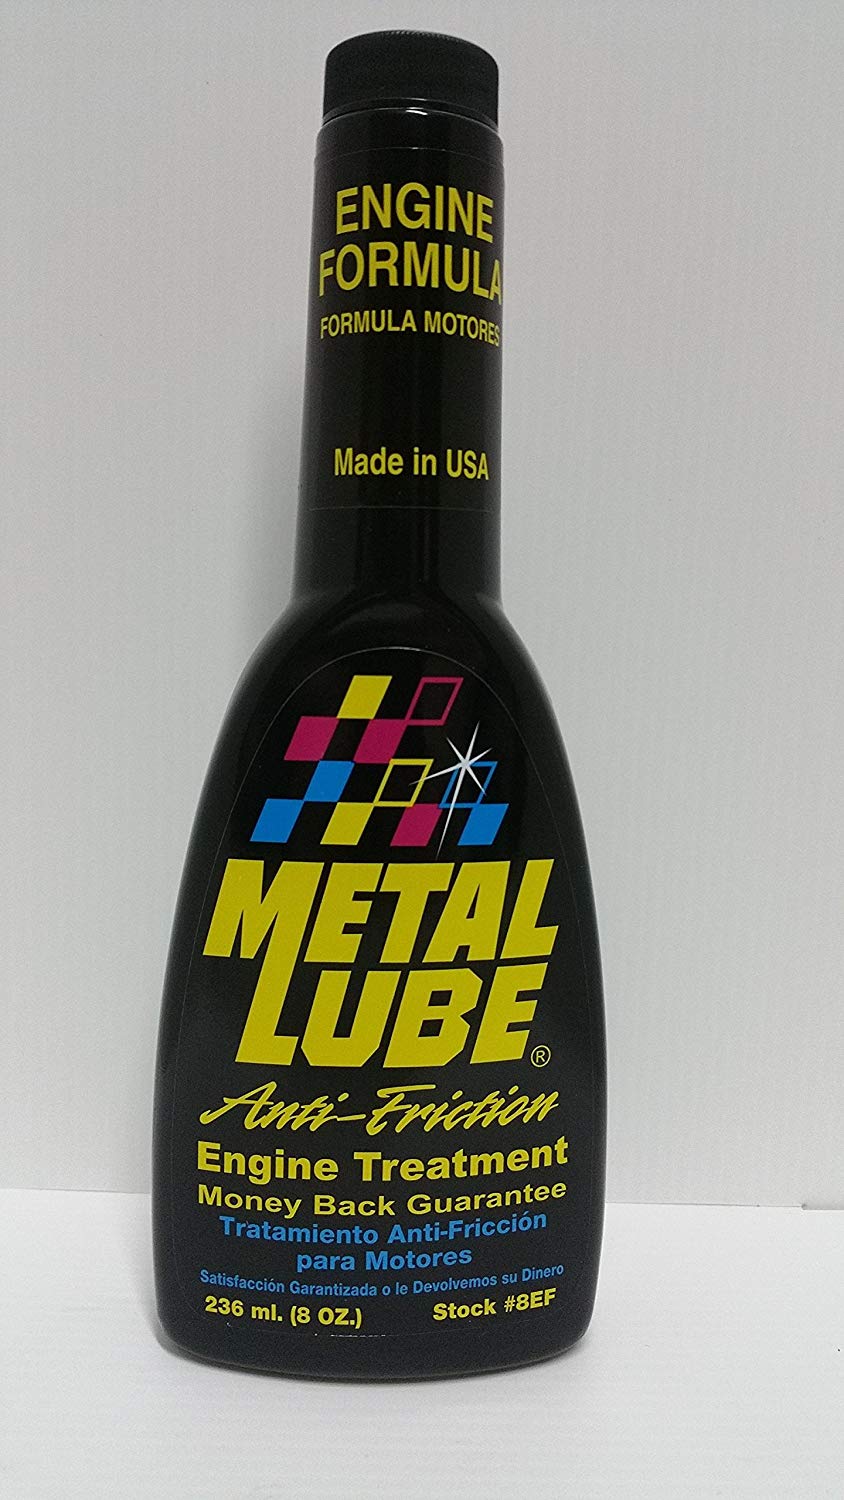 ENGINE
FORMULA
FORMULA MOTORES
Made in USA
METAL
LUBE®
Anti-Friction
Engine Treatment
Money Back Guarantee
Tratamiento Anti-Fricción
para Motores
Satisfacción Garantizada o le Devolvemos su Dinero
236 ml. (8 OZ.) Stock #8EF